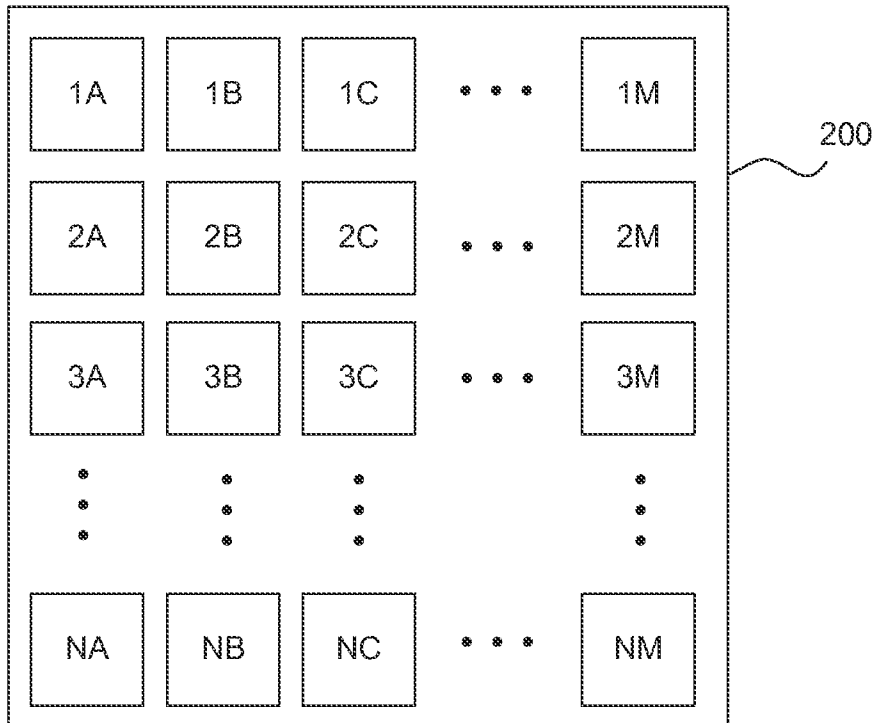 1A 1B 1C • • • 1M
200
2A 2B 2C • • • 2M
3A 3B 3C • • • 3M
NA NB NC • • • NM